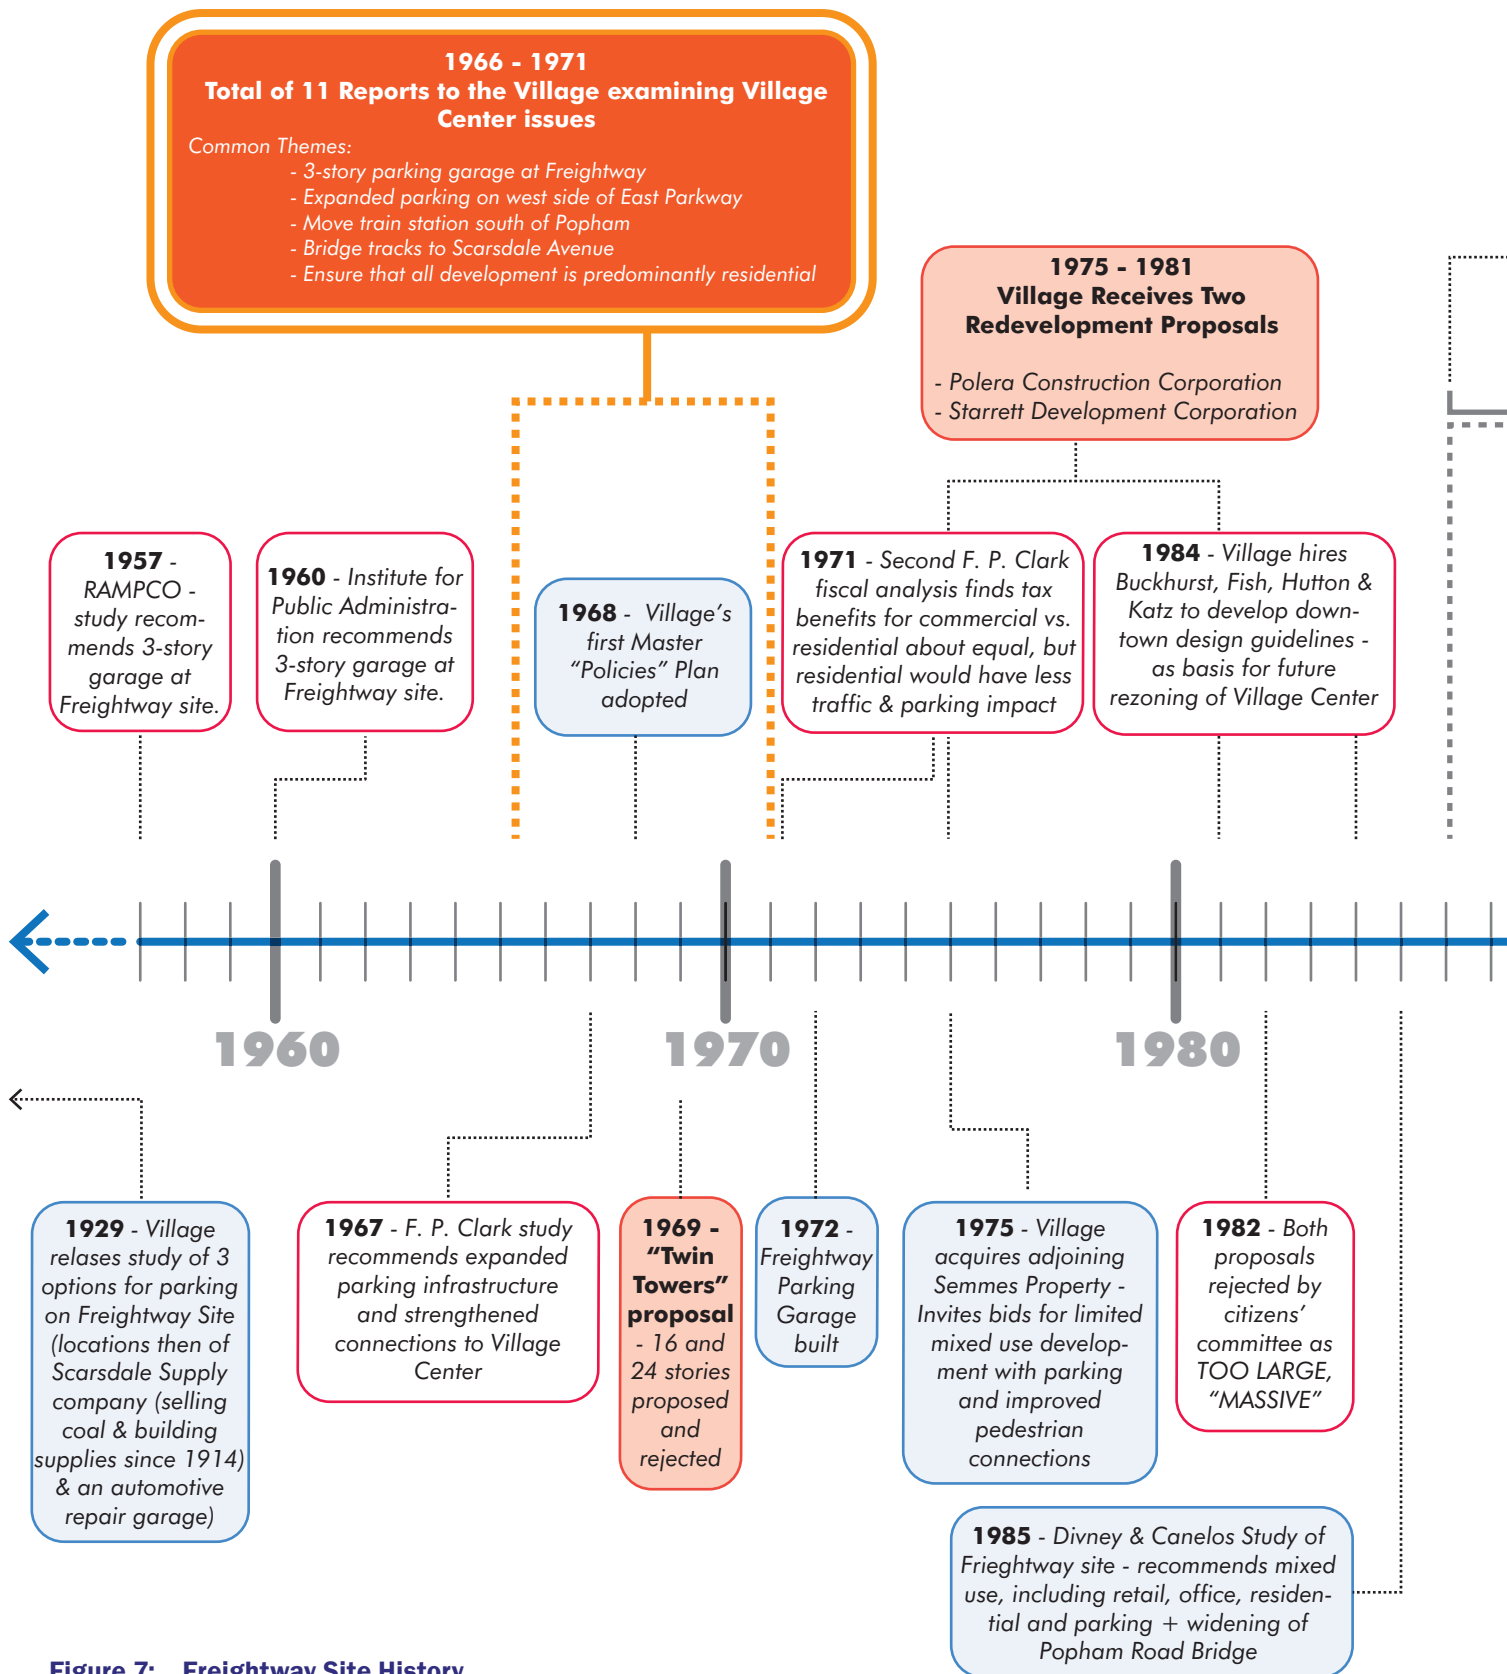 1966 - 1971
Total of 11 Reports to the Village examining Village
Center issues
Common Themes:
- 3-story parking garage at Freightway
- Expanded parking on west side of East Parkway
- Move train station south of Popham
- Bridge tracks to Scarsdale Avenue
- Ensure that all development is predominantly residential
1975 - 1981
Village Receives Two
Redevelopment Proposals
- Polera Construction Corporation
- Starrett Development Corporation
1957 -
RAMPCO -
study recom-
mends 3-story
garage at
Freightway site.
1960 - Institute for
Public Administra-
tion recommends
3-story garage at
Freightway site.
1968 - Village's
first Master
“Policies” Plan
adopted
1971 - Second F. P. Clark
fiscal analysis finds tax
benefits for commercial vs.
residential about equal, but
residential would have less
traffic & parking impact
1984 - Village hires
Buckhurst, Fish, Hutton &
Katz to develop down-
town design guidelines -
as basis for future
rezoning of Village Center
1960
1970
1980
1929 - Village
relases study of 3
options for parking
on Freightway Site
(locations then of
Scarsdale Supply
company (selling
coal & building
supplies since 1914)
& an automotive
repair garage)
1967 - F. P. Clark study
recommends expanded
parking infrastructure
and strengthened
connections to Village
Center
1969 -
“Twin
Towers”
proposal
- 16 and
24 stories
proposed
and
rejected
1972 -
Freightway
Parking
Garage
built
1975 - Village
acquires adjoining
Semmes Property -
Invites bids for limited
mixed use develop-
ment with parking
and improved
pedestrian
connections
1982 - Both
proposals
rejected by
citizens’
committee as
TOO LARGE,
“MASSIVE”
1985 - Divney & Canelos Study of
Frieghtway site - recommends mixed
use, including retail, office, residen-
tial and parking + widening of
Popham Road Bridge
Figure 7: Freightway Site History